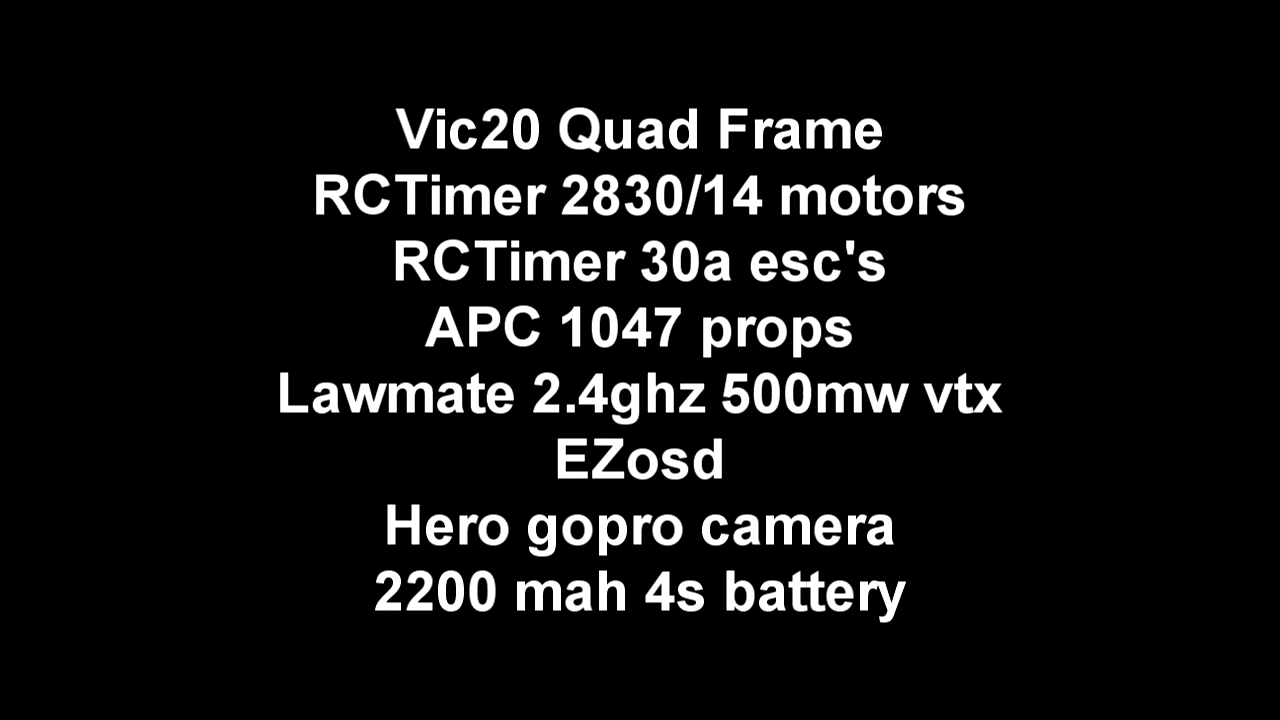 Vic20 Quad Frame
RCTimer 2830/14 motors
RCTimer 30a esc's
APC 1047 props
Lawmate 2.4ghz 500mw vtx
EZosd
Hero gopro camera
2200 mah 4s battery